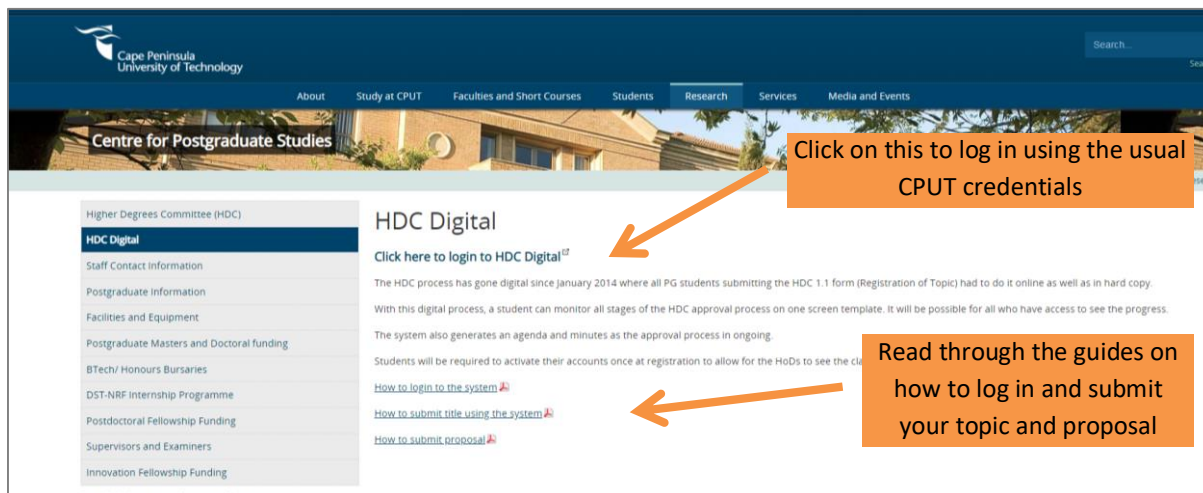 Cape Peninsula
University of Technology
Search...
Sea
About Study at CPUT Faculties and Short Courses Students Research Services Media and Events
Centre for Postgraduate Studies
Click on this to log in using the usual
CPUT credentials
Higher Degrees Committee (HDC)
HDC Digital
Staff Contact Information
Postgraduate Information
Facilities and Equipment
Postgraduate Masters and Doctoral funding
BTech/ Honours Bursaries
DST-NRF Internship Programme
Postdoctoral Fellowship Funding
Supervisors and Examiners
Innovation Fellowship Funding
HDC Digital
Click here to login to HDC Digital
The HDC process has gone digital since January 2014 where all PG students submitting the HDC 1.1 form (Registration of Topic) had to do it online as well as in hard copy.
With this digital process, a student can monitor all stages of the HDC approval process on one screen template. It will be possible for all who have access to see the progress.
The system also generates an agenda and minutes as the approval process in ongoing.
Students will be required to activate their accounts once at registration to allow for the HoDs to see the cla
How to login to the system
How to submit title using the system
How to submit proposal
Read through the guides on
how to log in and submit
your topic and proposal